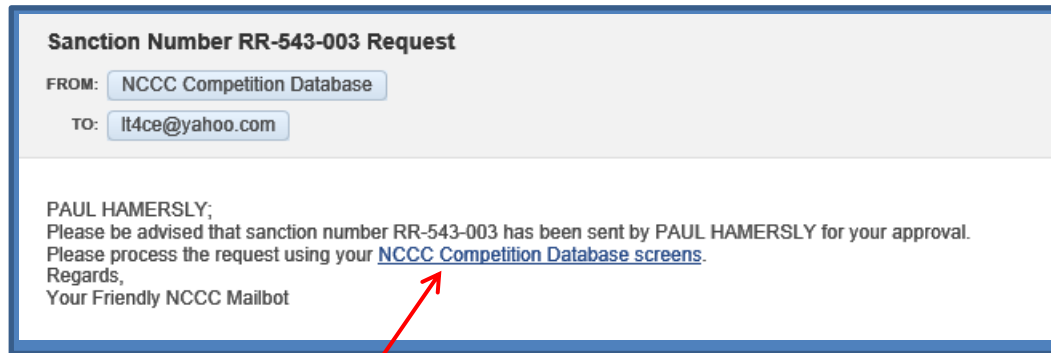 Sanction Number RR-543-003 Request
FROM: NCCC Competition Database
TO: lt4ce@yahoo.com
PAUL HAMERSLY;
Please be advised that sanction number RR-543-003 has been sent by PAUL HAMERSLY for your approval.
Please process the request using your NCCC Competition Database screens.
Regards,
Your Friendly NCCC Mailbot